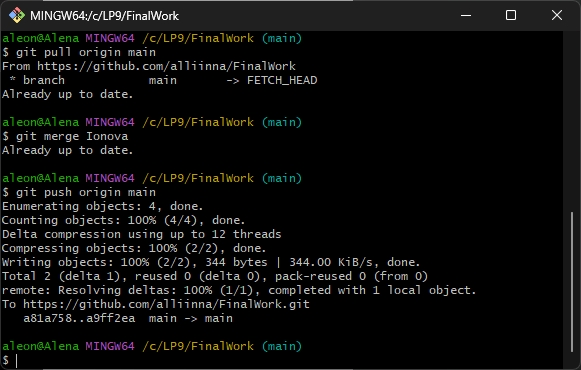 MINGW64:/c/LP9/FinalWork
aleon@Alena MINGW64 /c/LP9/FinalWork (main)
$ git pull origin main
From https://github.com/alliinna/FinalWork
 * branch            main       -> FETCH_HEAD
Already up to date.
aleon@Alena MINGW64 /c/LP9/FinalWork (main)
$ git merge Ionova
Already up to date.
aleon@Alena MINGW64 /c/LP9/FinalWork (main)
$ git push origin main
Enumerating objects: 4, done.
Counting objects: 100% (4/4), done.
Delta compression using up to 12 threads
Compressing objects: 100% (2/2), done.
Writing objects: 100% (2/2), 344 bytes | 344.00 KiB/s, done.
Total 2 (delta 1), reused 0 (delta 0), pack-reused 0 (from 0)
remote: Resolving deltas: 100% (1/1), completed with 1 local object.
To https://github.com/alliinna/FinalWork.git
   a81a758..a9ff2ea  main -> main
aleon@Alena MINGW64 /c/LP9/FinalWork (main)
$